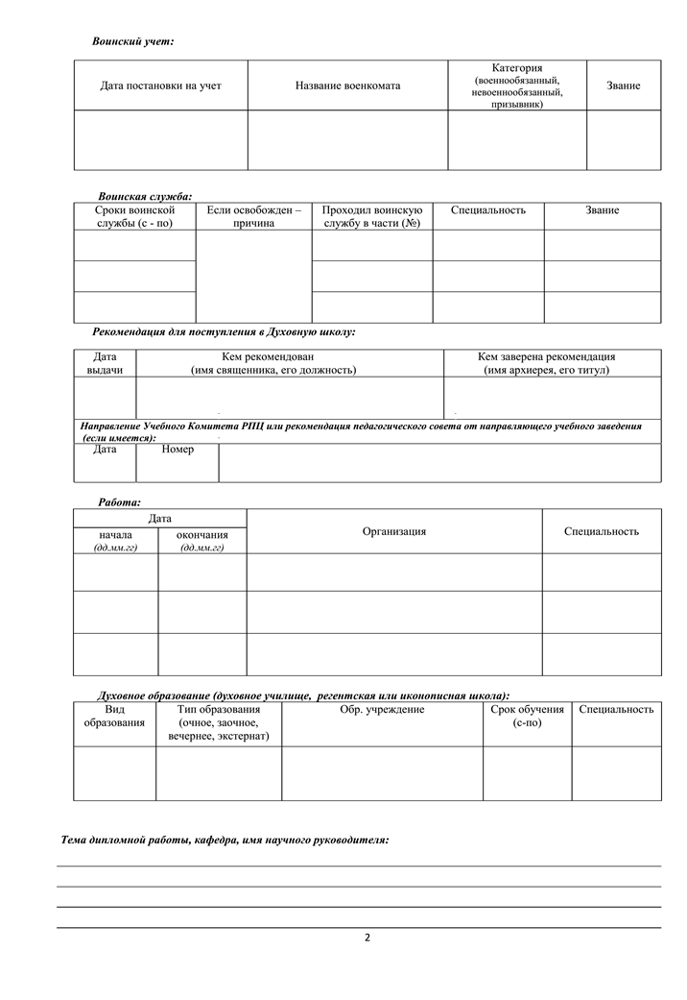 Воинский учет:
Дата постановки на учет
Название военкомата
Категория
(военнообязанный,
невоеннообязанный,
призывник)
Звание
Воинская служба:
Сроки воинской
службы (с - по)
Если освобожден –
причина
Проходил воинскую
службу в части (№)
Специальность
Звание
Рекомендация для поступления в Духовную школу:
Дата
выдачи
Кем рекомендован
(имя священника, его должность)
Кем заверена рекомендация
(имя архиерея, его титул)
Направление Учебного Комитета РПЦ или рекомендация педагогического совета от направляющего учебного заведения
(если имеется):
Дата
Номер
Работа:
Дата
начала
(дд.мм.гг)
окончания
(дд.мм.гг)
Организация
Специальность
Духовное образование (духовное училище, регентская или иконописная школа):
Вид
образования
Тип образования
(очное, заочное,
вечернее, экстернат)
Обр. учреждение
Срок обучения
(с-по)
Специальность
Тема дипломной работы, кафедра, имя научного руководителя:
2